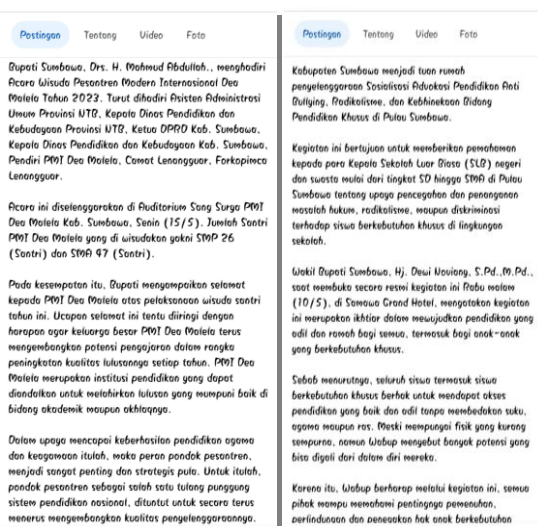 Postingan Tentang Video Foto
Bupati Sumbawa, Drs. H. Mahmud Abdullah., menghadiri
Acara Wisuda Pesantren Modern Internasional Dea
Malela Tahun 2023. Turut dihadiri Asisten Administrasi
Umum Provinsi NTB, Kepala Dinas Pendidikan dan
Kebudayaan Provinsi NTB, Ketua DPRD Kab. Sumbawa,
Kepala Dinas Pendidikan dan Kebudayaan Kab. Sumbawa,
Pendiri PMI Dea Malela, Camat Lenangguar, Forkopimca
Lenangguar.
Acara ini diselenggarakan di Auditorium Sang Surga PMI
Dea Malela Kab. Sumbawa, Senin (15/5). Jumlah Santri
PMI Dea Malela yang di wisudakan yakni SMP 26
(Santri) dan SMA 47 (Santri).
Pada kesempatan itu, Bupati mengampaikan selamat
kepada PMI Dea Malela atas pelaksanaan wisuda santri
tahun ini. Ucapan selamat ini tentu diiringi dengan
harapan agar keluarga besar PMI Dea Malela terus
mengembangkan potensi pengajaran dalam rangka
peningkatan kualitas lulusannya setiap tahun. PMI Dea
Malela merupakan institusi pendidikan yang dapat
diandalkan untuk melahirkan lulusan yang mumpuni baik di
bidang akademik maupun akhlaqnya.
Dalam upaya mencapai keberhasilan pendidikan agama
dan keagamaan itulah, maka peran pondok pesantren,
menjadi sangat penting dan strategis pula. Untuk itulah,
pondok pesantren sebagai salah satu tulang punggung
sistem pendidikan nasional, dituntut untuk secara terus
menerus mengembangkan kualitas penyelenggaraannya.
Postingan Tentang Video Foto
Kabupaten Sumbawa menjadi tuan rumah
penyelenggaraan Sosialisasi Advokasi Pendidikan Anti
Bullying, Radikalisme, dan Kebhinekaan Bidang
Pendidikan Khusus di Pulau Sumbawa.
Kegiatan ini bertujuan untuk memberikan pemahaman
kepada para Kepala Sekolah Luar Biasa (SLB) negeri
dan swasta mulai dari tingkat SD hingga SMA di Pulau
Sumbawa tentang upaya pencegahan dan penanganan
masalah hukum, radikalisme, maupun diskriminasi
terhadap siswa berkebutuhan khusus di lingkungan
sekolah.
Wakil Bupati Sumbawa, Hj. Dewi Noviany, S.Pd.,M.Pd.,
saat membuka secara resmi kegiatan ini Rabu malam
(10/5), di Samawa Grand Hotel, mengatakan kegiatan
ini merupakan ikhtiar dalam mewujudkan pendidikan yang
adil dan ramah bagi semua, termasuk bagi anak-anak
yang berkebutuhan khusus.
Sebab menurutnya, seluruh siswa termasuk siswa
berkebutuhan khusus berhak untuk mendapat akses
pendidikan yang baik dan adil tanpa membedakan suku,
agama maupun ras. Meski mempunyai fisik yang kurang
sempurna, namun Wabup mengebut banyak potensi yang
bisa digali dari dalam diri mereka.
Karena itu, Wabup berharap melalui kegiatan ini, semua
pihak mampu memahami pentingnya pemenuhan,
perlindungan dan penegakan hak anak berkebutuhan